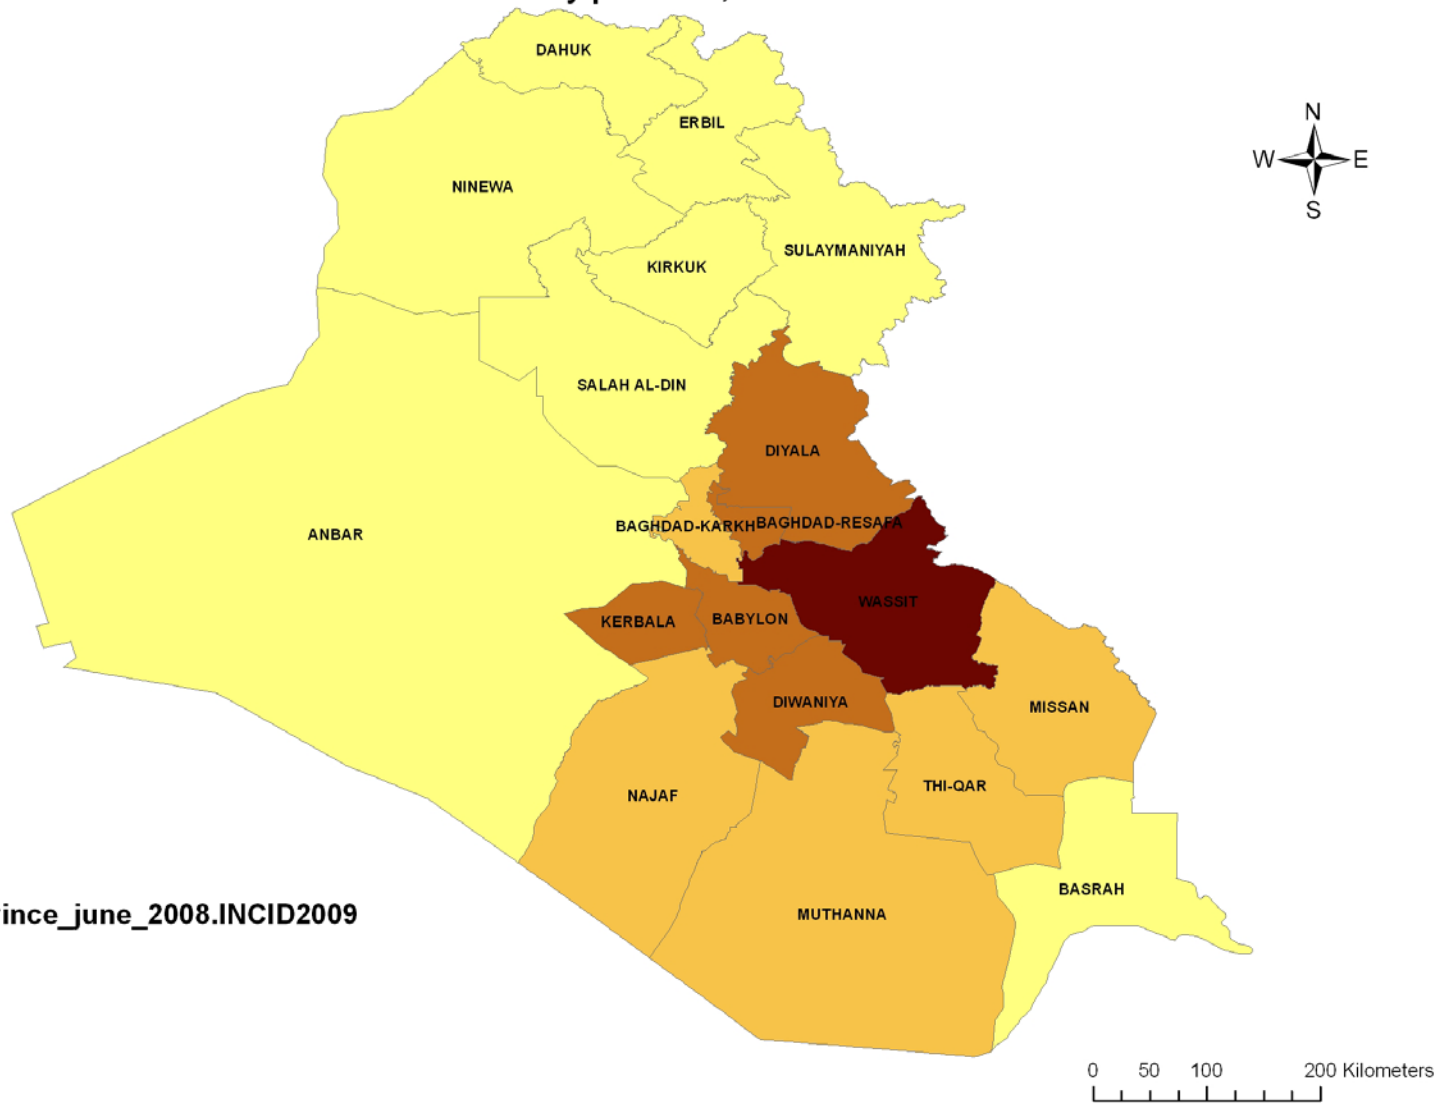 DAHUK
N
ERBIL
W E
NINEWA
S
SULAYMANIYAH
KIRKUK
SALAH AL-DIN
DIYALA
BAGHDAD-KARKH
BAGHDAD-RESAFA
ANBAR
WASSIT
KERBALA
BABYLON
DIWANIYA
MISSAN
THI-QAR
NAJAF
BASRAH
MUTHANNA
ince_june_2008.INCID2009
0 50 100 200 Kilometers